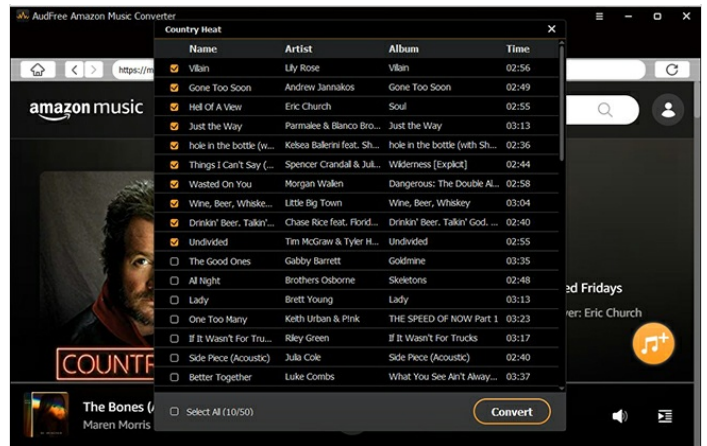 AudFree Amazon Music Converter
Country Heat
Name Artist Album Time
https://m
Villain Lily Rose Villain 02:56
Gone Too Soon Andrew Jannakos Gone Too Soon 02:49
Hell Of A View Eric Church Soul 02:55
Just the Way Parmalee & Blanco Bro... Just the Way 03:13
hole in the bottle (w... Kelsea Ballerini feat. Sh... hole in the bottle (with Sh... 02:36
Things I Can't Say (... Spencer Crandall & Juli... Wilderness [Explicit] 02:44
Wasted On You Morgan Wallen Dangerous: The Double Al... 02:58
Wine, Beer, Whiske... Little Big Town Wine, Beer, Whiskey 03:04
Drinkin' Beer. Talkin'... Chase Rice feat. Florid... Drinkin' Beer. Talkin' God. ... 02:40
Undivided Tim McGraw & Tyler H... Undivided 02:55
The Good Ones Gabby Barrett Goldmine 03:35
All Night Brothers Osborne Skeletons 02:48
Lady Brett Young Lady 03:13
One Too Many Keith Urban & P!nk THE SPEED OF NOW Part 1 03:23
If It Wasn't For Tru... Riley Green If It Wasn't For Trucks 03:17
Side Piece (Acoustic) Julia Cole Side Piece (Acoustic) 02:40
Better Together Luke Combs What You See Ain't Alway... 03:37
amazon music
ed Fridays
ver: Eric Church
COUNTR
The Bones (
Maren Morris
Select All (10/50)
Convert